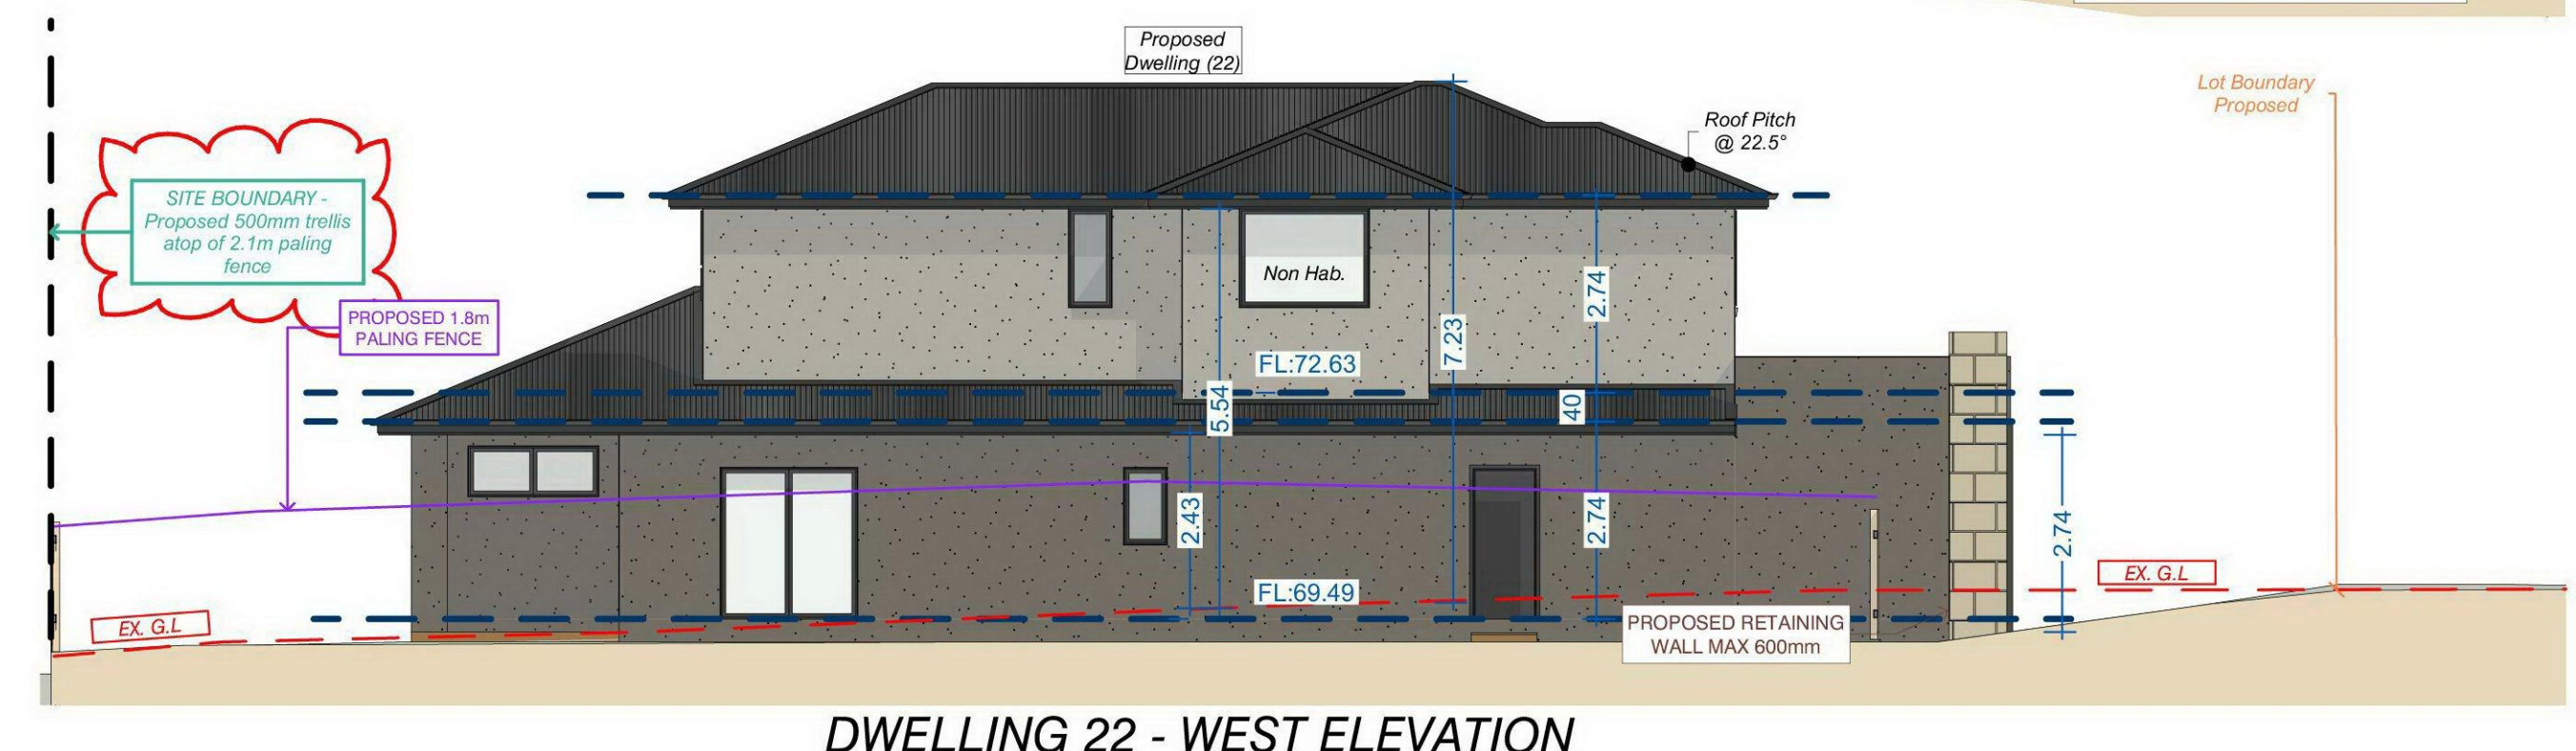 Proposed
Dwelling (22)
Lot Boundary
Proposed
Roof Pitch
@ 22.5°
SITE BOUNDARY -
Proposed 500mm trellis
atop of 2.1m paling
fence
PROPOSED 1.8m
PALING FENCE
Non Hab.
2.74
7.23
FL:72.63
5.54
40
2.43
2.74
2.74
EX. G.L
FL:69.49
EX. G.L
PROPOSED RETAINING
WALL MAX 600mm
DWELLING 22 - WEST ELEVATION